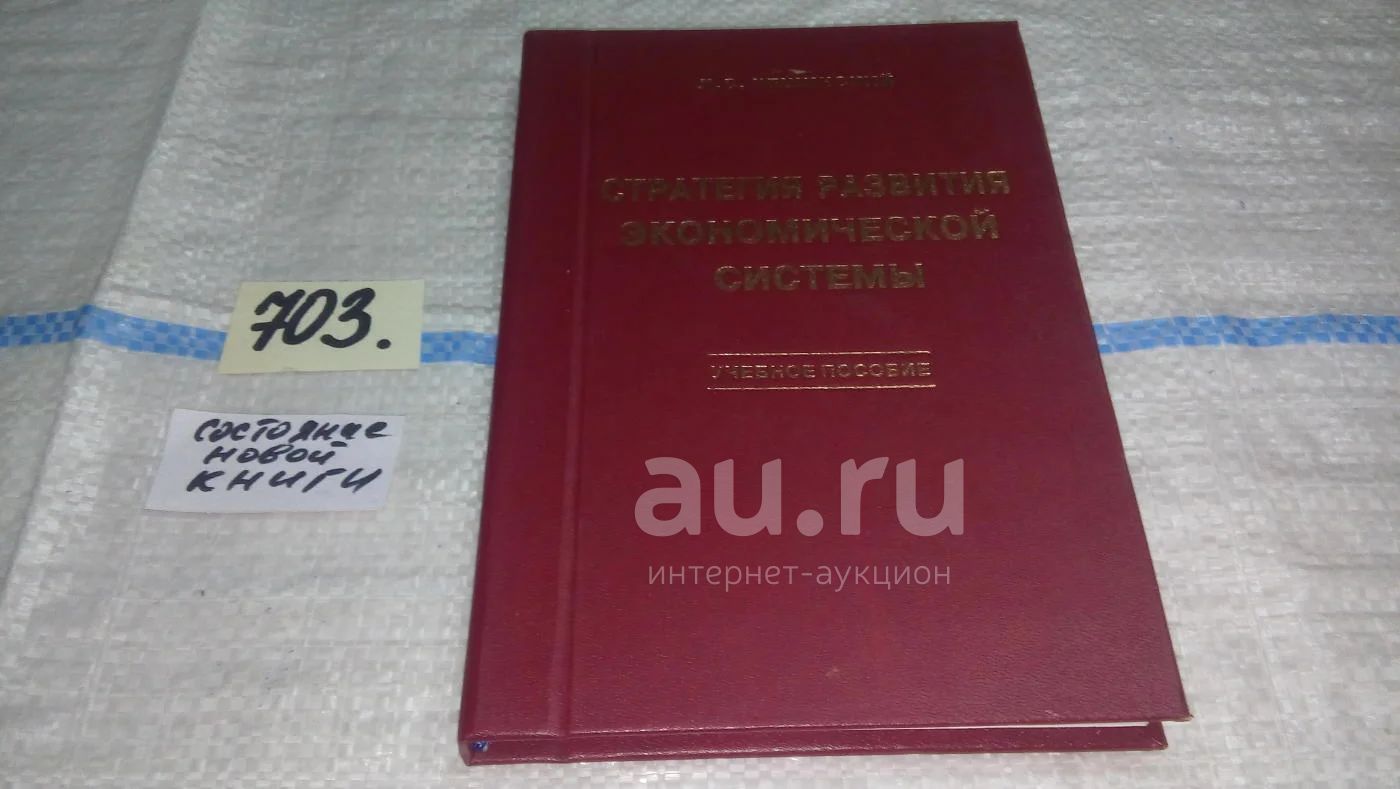 СТРАТЕГИЯ РАЗВИТИЯ
ЭКОНОМИЧЕСКОЙ
СИСТЕМЫ
УЧЕБНОЕ ПОСОБИЕ
703.
состояние
новой
книги
au.ru
интернет-аукцион